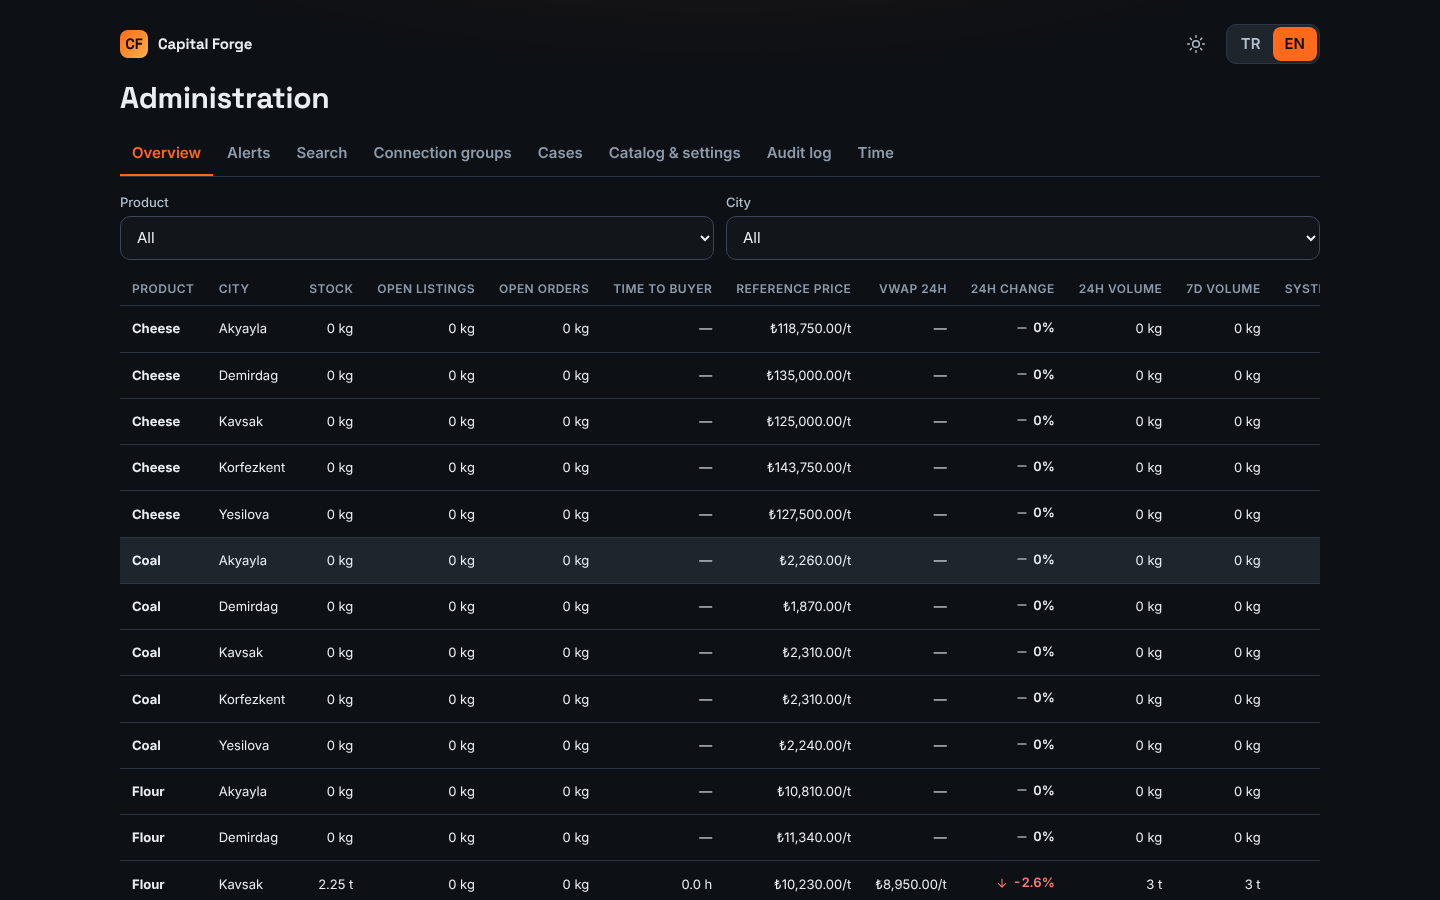 CF Capital Forge TR EN
Administration
Overview Alerts Search Connection groups Cases Catalog & settings Audit log Time
Product City
All All
PRODUCT CITY STOCK OPEN LISTINGS OPEN ORDERS TIME TO BUYER REFERENCE PRICE VWAP 24H 24H CHANGE 24H VOLUME 7D VOLUME
Cheese Akyayla 0 kg 0 kg 0 kg — ₺118,750.00/t — — 0% 0 kg 0 kg
Cheese Demirdag 0 kg 0 kg 0 kg — ₺135,000.00/t — — 0% 0 kg 0 kg
Cheese Kavsak 0 kg 0 kg 0 kg — ₺125,000.00/t — — 0% 0 kg 0 kg
Cheese Korfezkent 0 kg 0 kg 0 kg — ₺143,750.00/t — — 0% 0 kg 0 kg
Cheese Yesilova 0 kg 0 kg 0 kg — ₺127,500.00/t — — 0% 0 kg 0 kg
Coal Akyayla 0 kg 0 kg 0 kg — ₺2,260.00/t — — 0% 0 kg 0 kg
Coal Demirdag 0 kg 0 kg 0 kg — ₺1,870.00/t — — 0% 0 kg 0 kg
Coal Kavsak 0 kg 0 kg 0 kg — ₺2,310.00/t — — 0% 0 kg 0 kg
Coal Korfezkent 0 kg 0 kg 0 kg — ₺2,310.00/t — — 0% 0 kg 0 kg
Coal Yesilova 0 kg 0 kg 0 kg — ₺2,240.00/t — — 0% 0 kg 0 kg
Flour Akyayla 0 kg 0 kg 0 kg — ₺10,810.00/t — — 0% 0 kg 0 kg
Flour Demirdag 0 kg 0 kg 0 kg — ₺11,340.00/t — — 0% 0 kg 0 kg
Flour Kavsak 2.25 t 0 kg 0 kg 0.0 h ₺10,230.00/t ₺8,950.00/t ↓ -2.6% 3 t 3 t